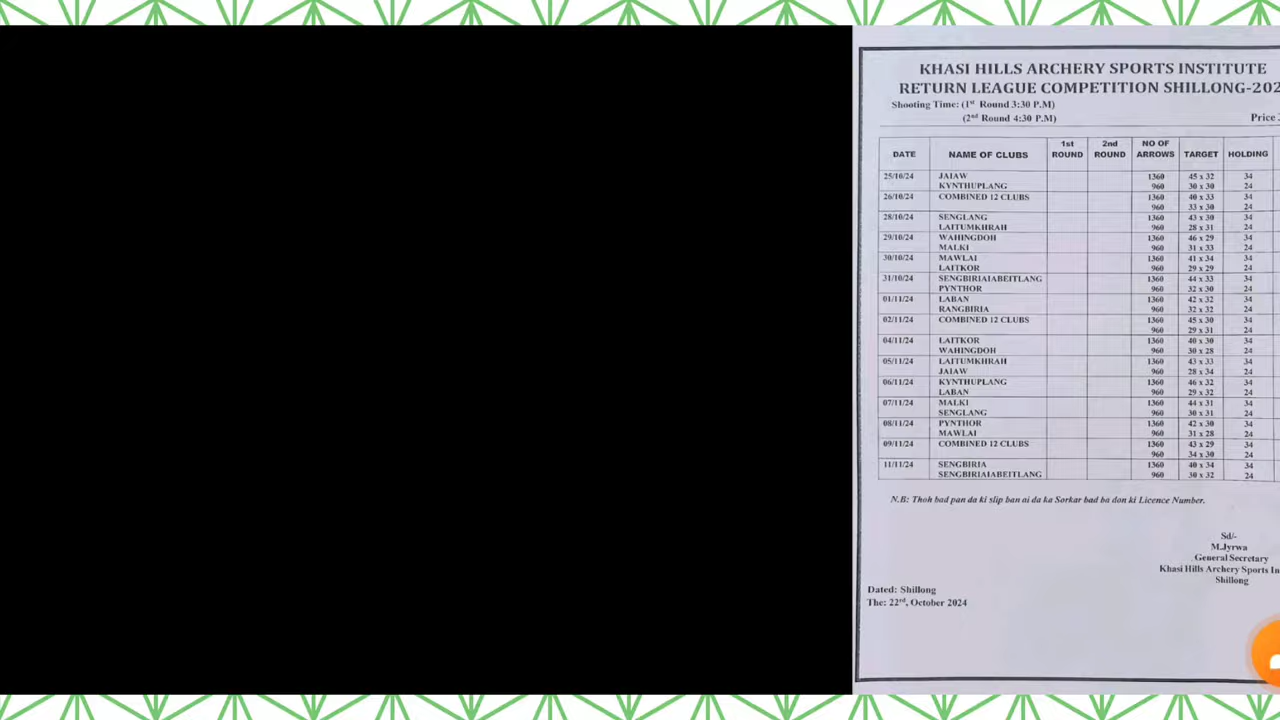 KHASI HILLS ARCHERY SPORTS INSTITUTE
RETURN LEAGUE COMPETITION SHILLONG-202
Shooting Time: (1st Round 3:30 P.M)
(2nd Round 4:30 P.M)
Price
DATE NAME OF CLUBS 1st ROUND 2nd ROUND NO OF ARROWS TARGET HOLDING
25/10/24 JAIAW 1360 45 x 32 34
KYNTHUPLANG 960 30 x 30 24
26/10/24 COMBINED 12 CLUBS 1360 40 x 33 34
960 33 x 30 24
28/10/24 SENGLANG 1360 43 x 30 34
LAITUMKHRAH 960 28 x 31 24
29/10/24 WAHINGDOH 1360 46 x 29 34
MALKI 960 31 x 33 24
30/10/24 MAWLAI 1360 41 x 34 34
LAITKOR 960 29 x 29 24
31/10/24 SENGBIRIAIABEITLANG 1360 44 x 33 34
PYNTHOR 960 32 x 30 24
01/11/24 LABAN 1360 42 x 32 34
RANGBIRIA 960 32 x 32 24
02/11/24 COMBINED 12 CLUBS 1360 45 x 30 34
960 29 x 31 24
04/11/24 LAITKOR 1360 40 x 30 34
WAHINGDOH 960 30 x 28 24
05/11/24 LAITUMKHRAH 1360 43 x 33 34
JAIAW 960 28 x 34 24
06/11/24 KYNTHUPLANG 1360 46 x 32 34
LABAN 960 29 x 32 24
07/11/24 MALKI 1360 44 x 31 34
SENGLANG 960 30 x 31 24
08/11/24 PYNTHOR 1360 42 x 30 34
MAWLAI 960 31 x 28 24
09/11/24 COMBINED 12 CLUBS 1360 43 x 29 34
960 34 x 30 24
11/11/24 SENGBIRIA 1360 40 x 34 34
SENGBIRIAIABEITLANG 960 30 x 32 24
N.B: Thoh bad pan da ki slip ban ai da ka Sorkar bad ba don ki Licence Number.
Sd/-
M.Jyrwa
General Secretary
Khasi Hills Archery Sports In
Shillong
Dated: Shillong
The: 22nd, October 2024